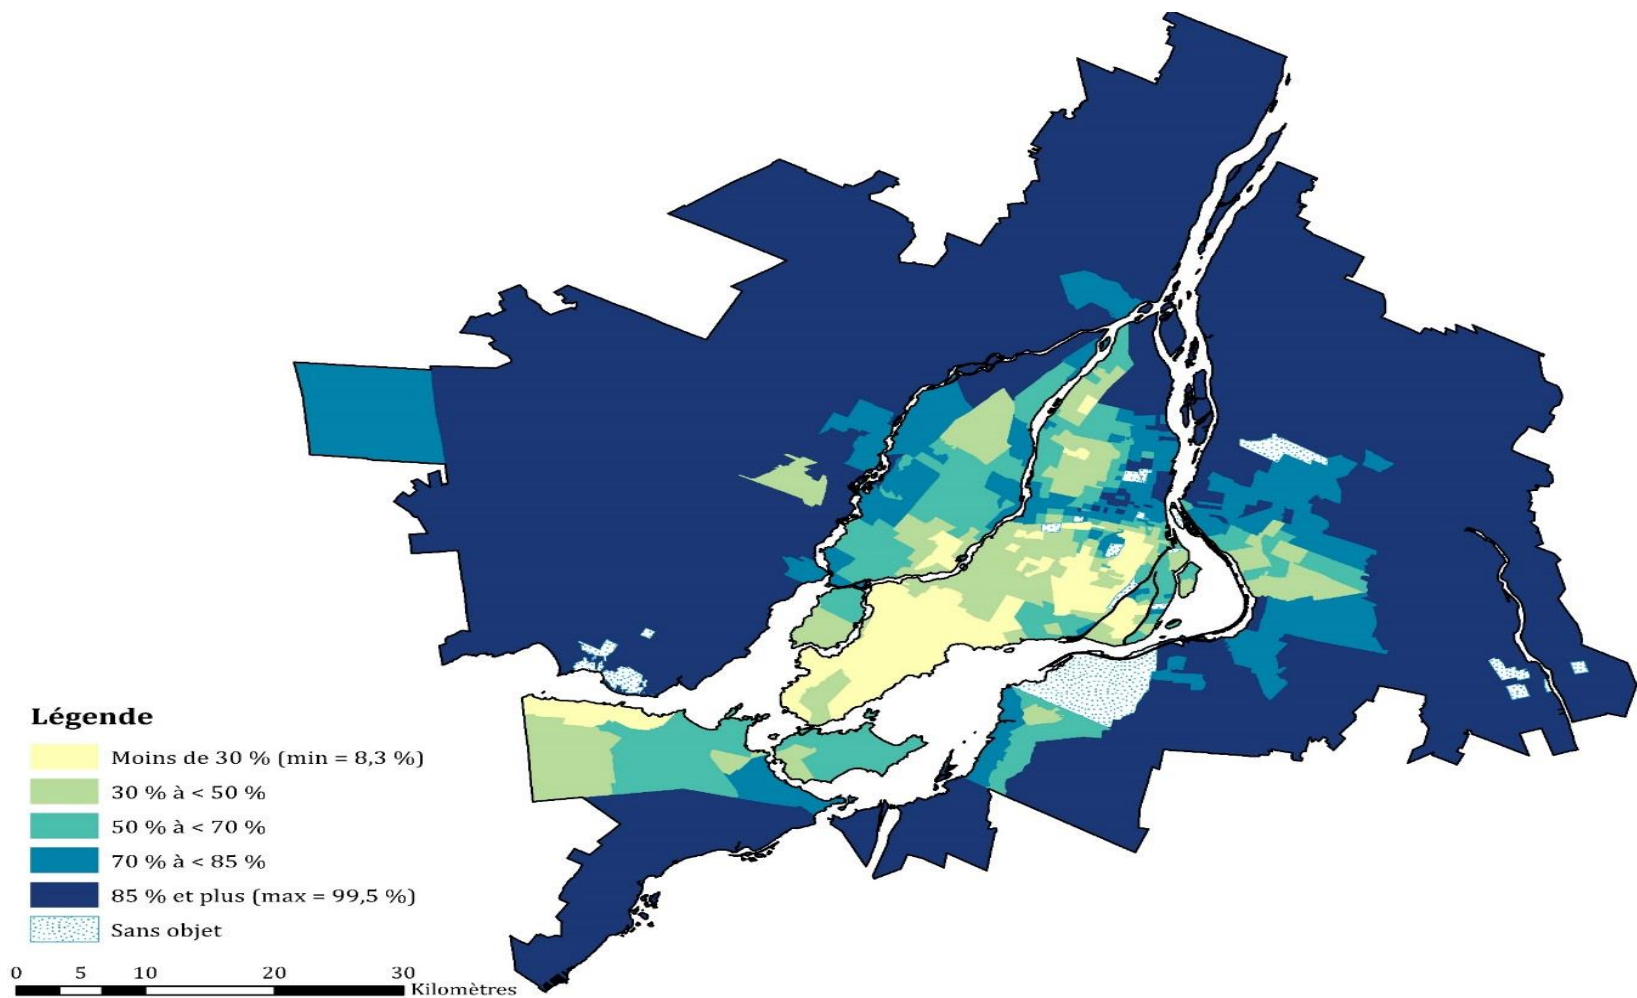 Légende
Moins de 30 % (min = 8,3 %)
30 % à < 50 %
50 % à < 70 %
70 % à < 85 %
85 % et plus (max = 99,5 %)
Sans objet
0 5 10 20 30
Kilomètres